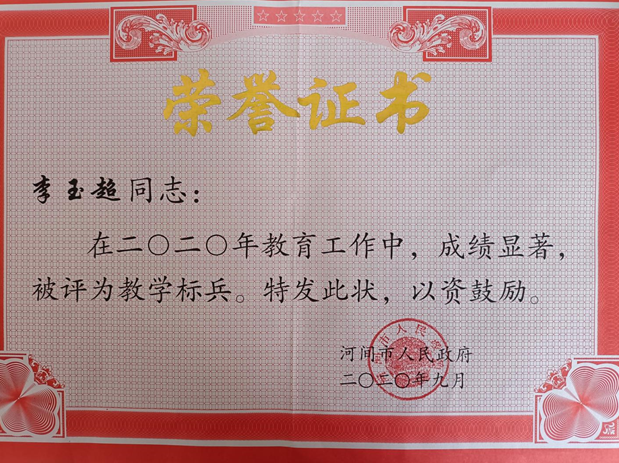 荣誉证书
李玉超同志：
在二〇二〇年教育工作中，成绩显著，
被评为教学标兵。特发此状，以资鼓励。
河间市人民政府
二〇二〇年九月